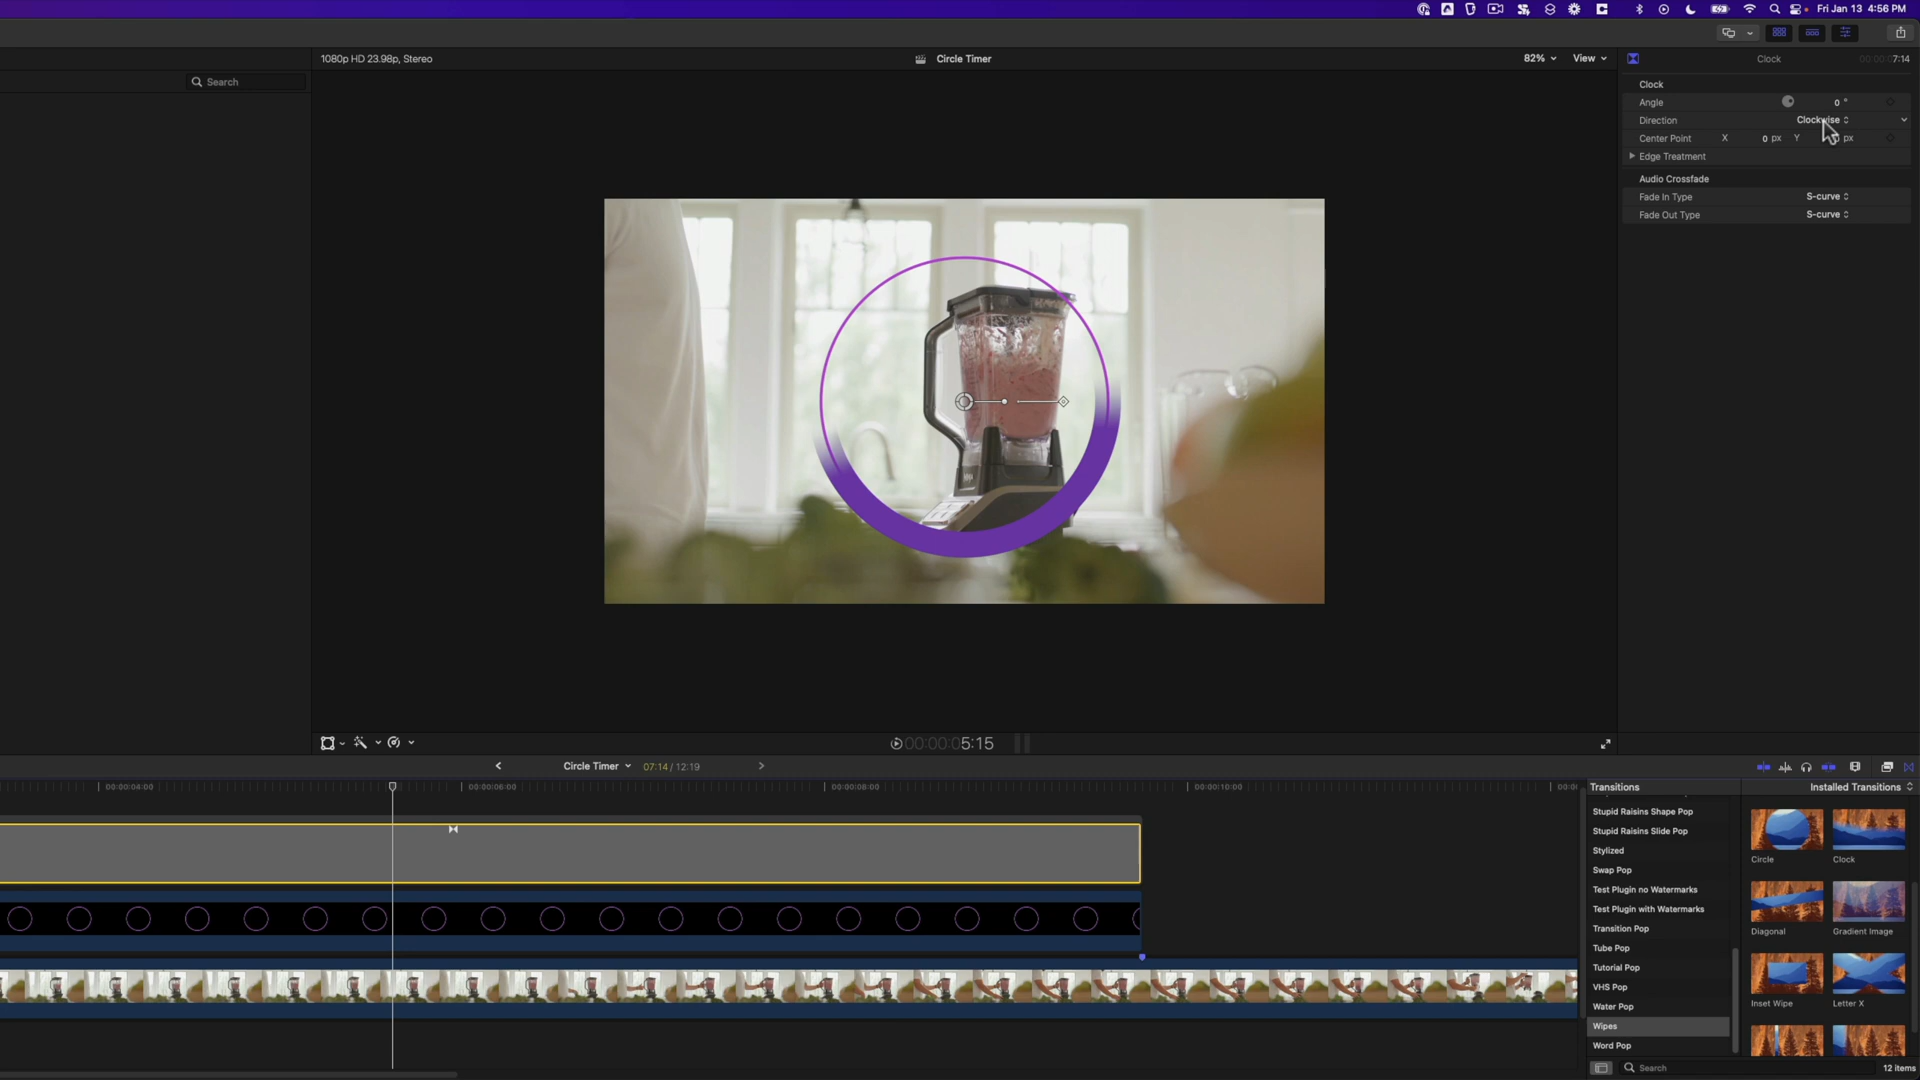 Fri Jan 13 4:56 PM
1080p HD 23.98p, Stereo
Circle Timer
82%
View
Clock
7:14
Search
Clock
Angle
0 °
Direction
Clockwise
Center Point
X
0 px
Y
px
Edge Treatment
Audio Crossfade
Fade In Type
S-curve
Fade Out Type
S-curve
00:00:05:15
Circle Timer
07:14 / 12:19
00:00:04:00
00:00:06:00
00:00:08:00
00:00:10:00
Transitions
Installed Transitions
Stupid Raisins Shape Pop
Stupid Raisins Slide Pop
Stylized
Swap Pop
Test Plugin no Watermarks
Test Plugin with Watermarks
Transition Pop
Tube Pop
Tutorial Pop
VHS Pop
Water Pop
Wipes
Word Pop
Circle
Clock
Diagonal
Gradient Image
Inset Wipe
Letter X
Search
12 items